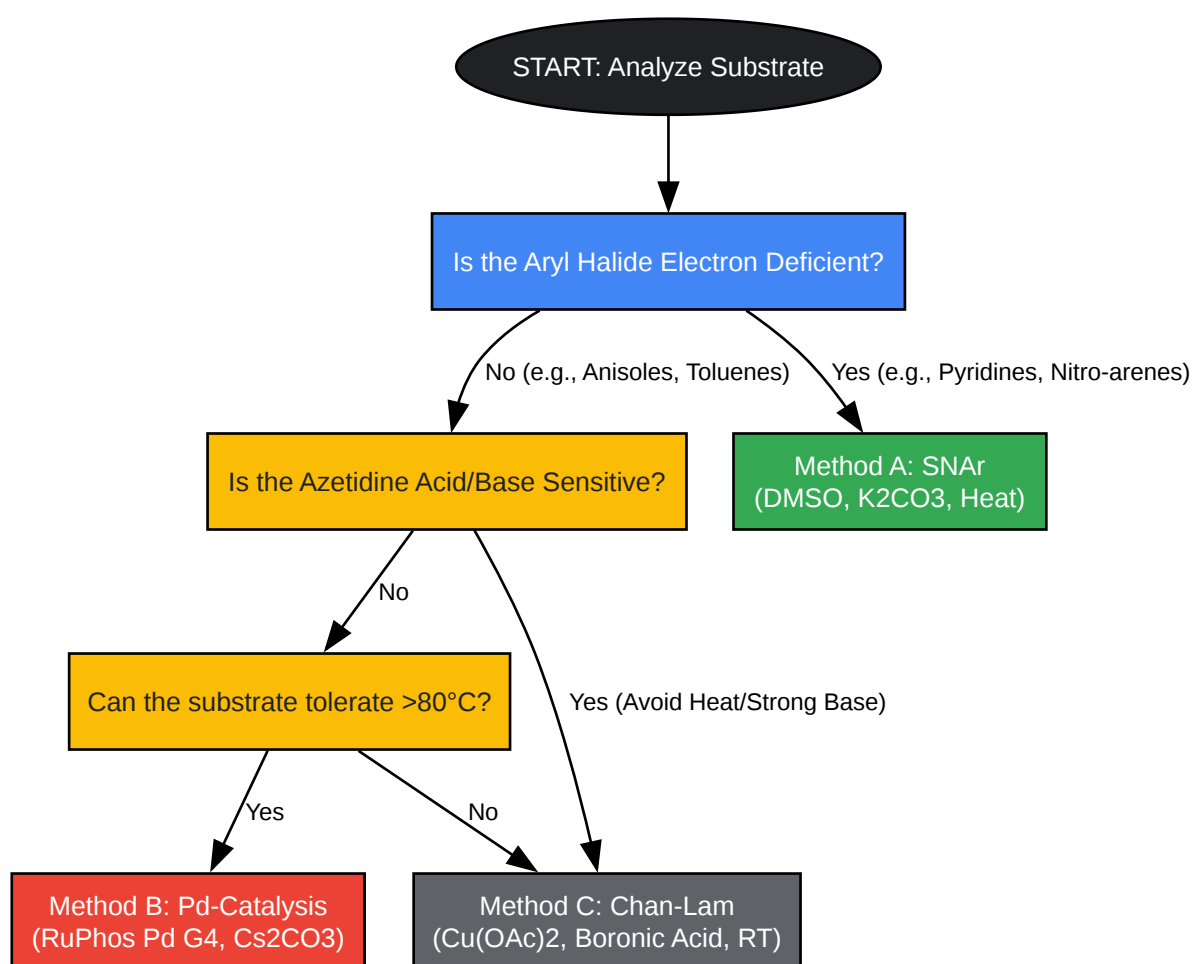 START: Analyze Substrate
Is the Aryl Halide Electron Deficient?
No (e.g., Anisoles, Toluenes)
Yes (e.g., Pyridines, Nitro-arenes)
Is the Azetidine Acid/Base Sensitive?
Method A: SNAr
(DMSO, K2CO3, Heat)
No
Can the substrate tolerate >80°C?
Yes (Avoid Heat/Strong Base)
Yes
No
Method B: Pd-Catalysis
(RuPhos Pd G4, Cs2CO3)
Method C: Chan-Lam
(Cu(OAc)2, Boronic Acid, RT)